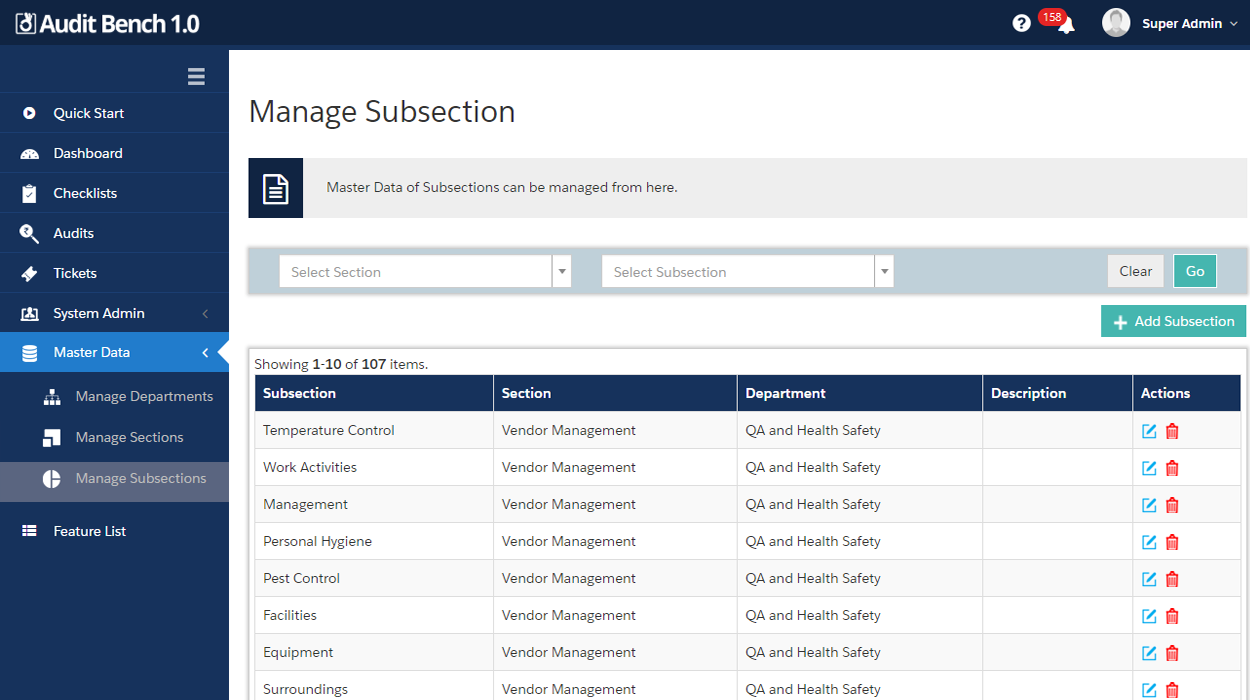 Audit Bench 1.0
158
Super Admin
Quick Start
Dashboard
Checklists
Audits
Tickets
System Admin
Master Data
Manage Departments
Manage Sections
Manage Subsections
Feature List
Manage Subsection
Master Data of Subsections can be managed from here.
Select Section Select Subsection Clear Go
Add Subsection
Showing 1-10 of 107 items.
Subsection Section Department Description Actions
Temperature Control Vendor Management QA and Health Safety
Work Activities Vendor Management QA and Health Safety
Management Vendor Management QA and Health Safety
Personal Hygiene Vendor Management QA and Health Safety
Pest Control Vendor Management QA and Health Safety
Facilities Vendor Management QA and Health Safety
Equipment Vendor Management QA and Health Safety
Surroundings Vendor Management QA and Health Safety